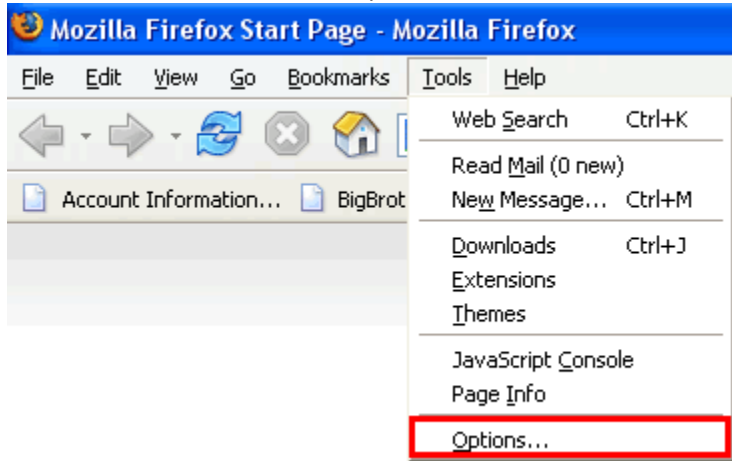 Mozilla Firefox Start Page - Mozilla Firefox
File Edit View Go Bookmarks Tools Help
Web Search Ctrl+K
Read Mail (0 new)
Account Information... BigBrot
New Message... Ctrl+M
Downloads Ctrl+J
Extensions
Themes
JavaScript Console
Page Info
Options...